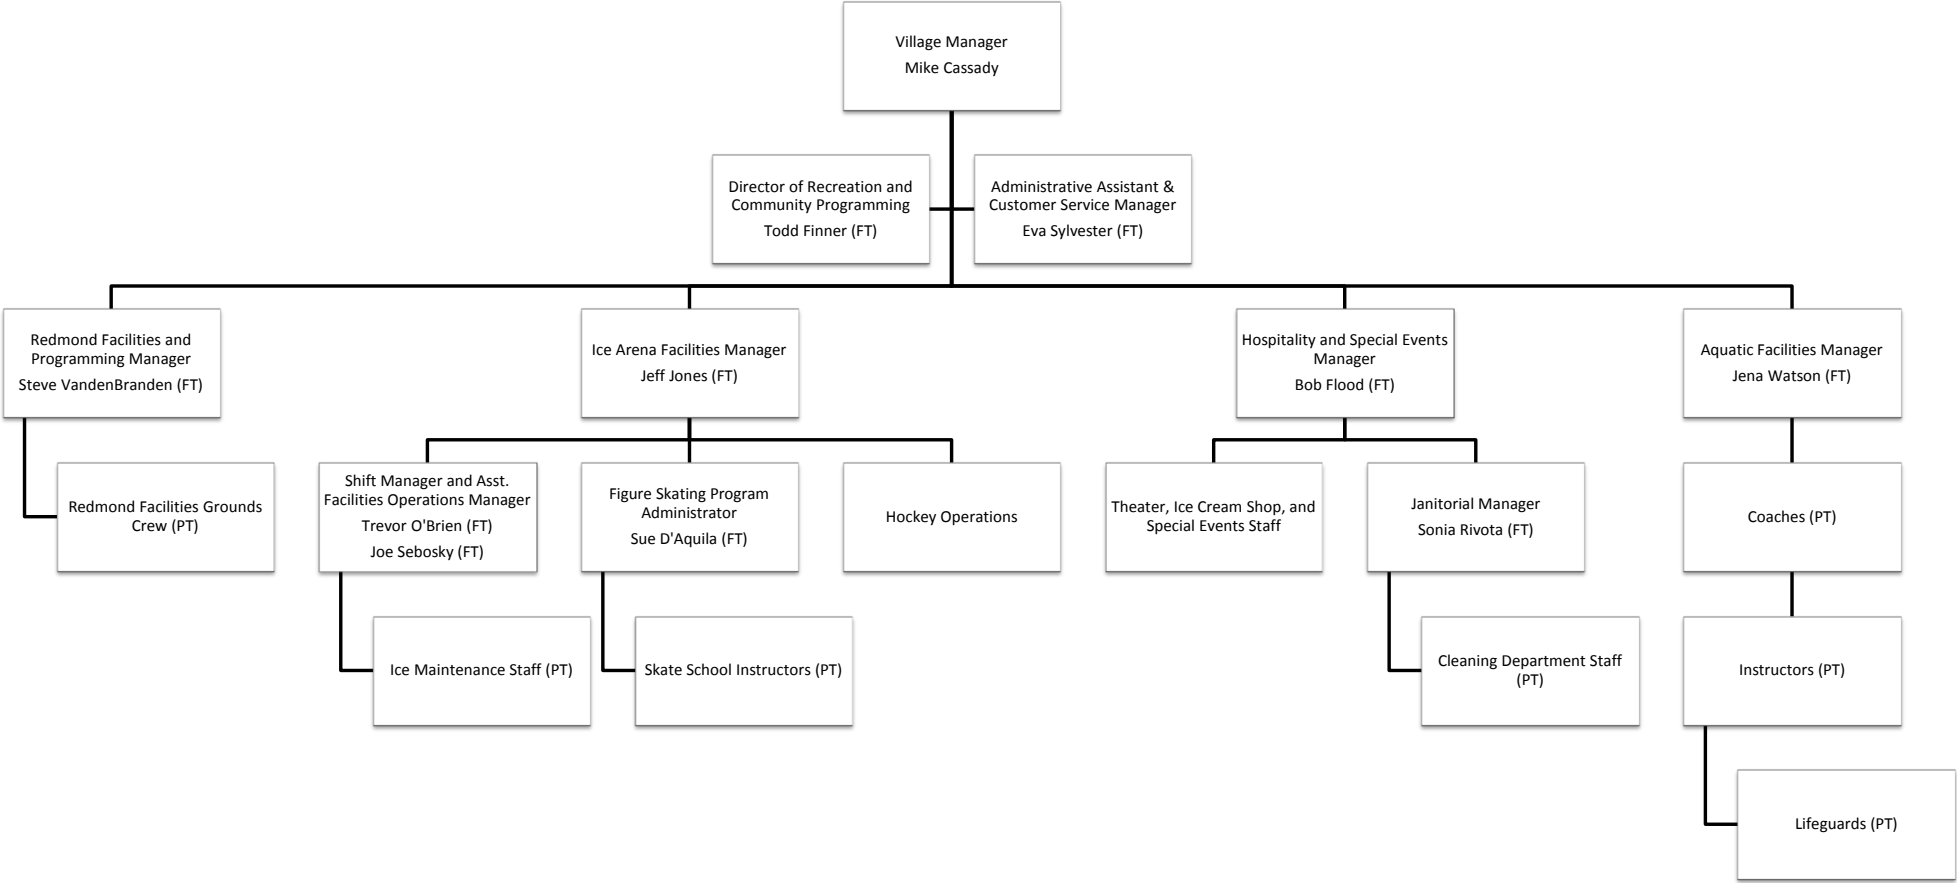 Village Manager
Mike Cassady
Director of Recreation and
Community Programming
Todd Finner (FT)
Administrative Assistant &
Customer Service Manager
Eva Sylvester (FT)
Redmond Facilities and
Programming Manager
Steve VandenBranden (FT)
Ice Arena Facilities Manager
Jeff Jones (FT)
Hospitality and Special Events
Manager
Bob Flood (FT)
Aquatic Facilities Manager
Jena Watson (FT)
Redmond Facilities Grounds
Crew (PT)
Shift Manager and Asst.
Facilities Operations Manager
Trevor O'Brien (FT)
Joe Sebosky (FT)
Figure Skating Program
Administrator
Sue D'Aquila (FT)
Hockey Operations
Theater, Ice Cream Shop, and
Special Events Staff
Janitorial Manager
Sonia Rivota (FT)
Coaches (PT)
Ice Maintenance Staff (PT)
Skate School Instructors (PT)
Cleaning Department Staff
(PT)
Instructors (PT)
Lifeguards (PT)